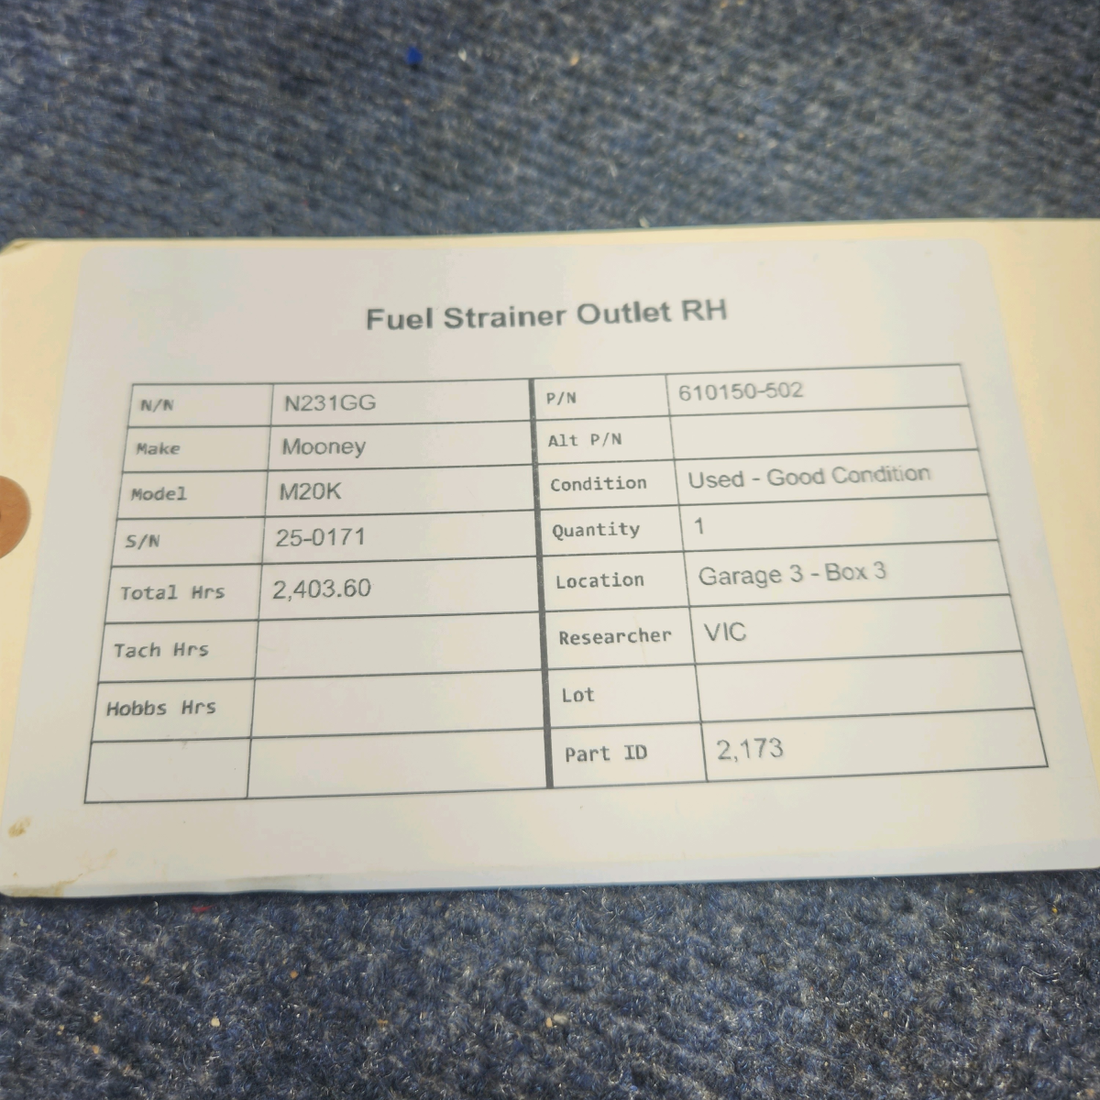 Fuel Strainer Outlet RH
N/N N231GG P/N 610150-502
Make Mooney Alt P/N
Model M20K Condition Used - Good Condition
S/N 25-0171 Quantity 1
Total Hrs 2,403.60 Location Garage 3 - Box 3
Tach Hrs Researcher VIC
Hobbs Hrs Lot
Part ID 2,173